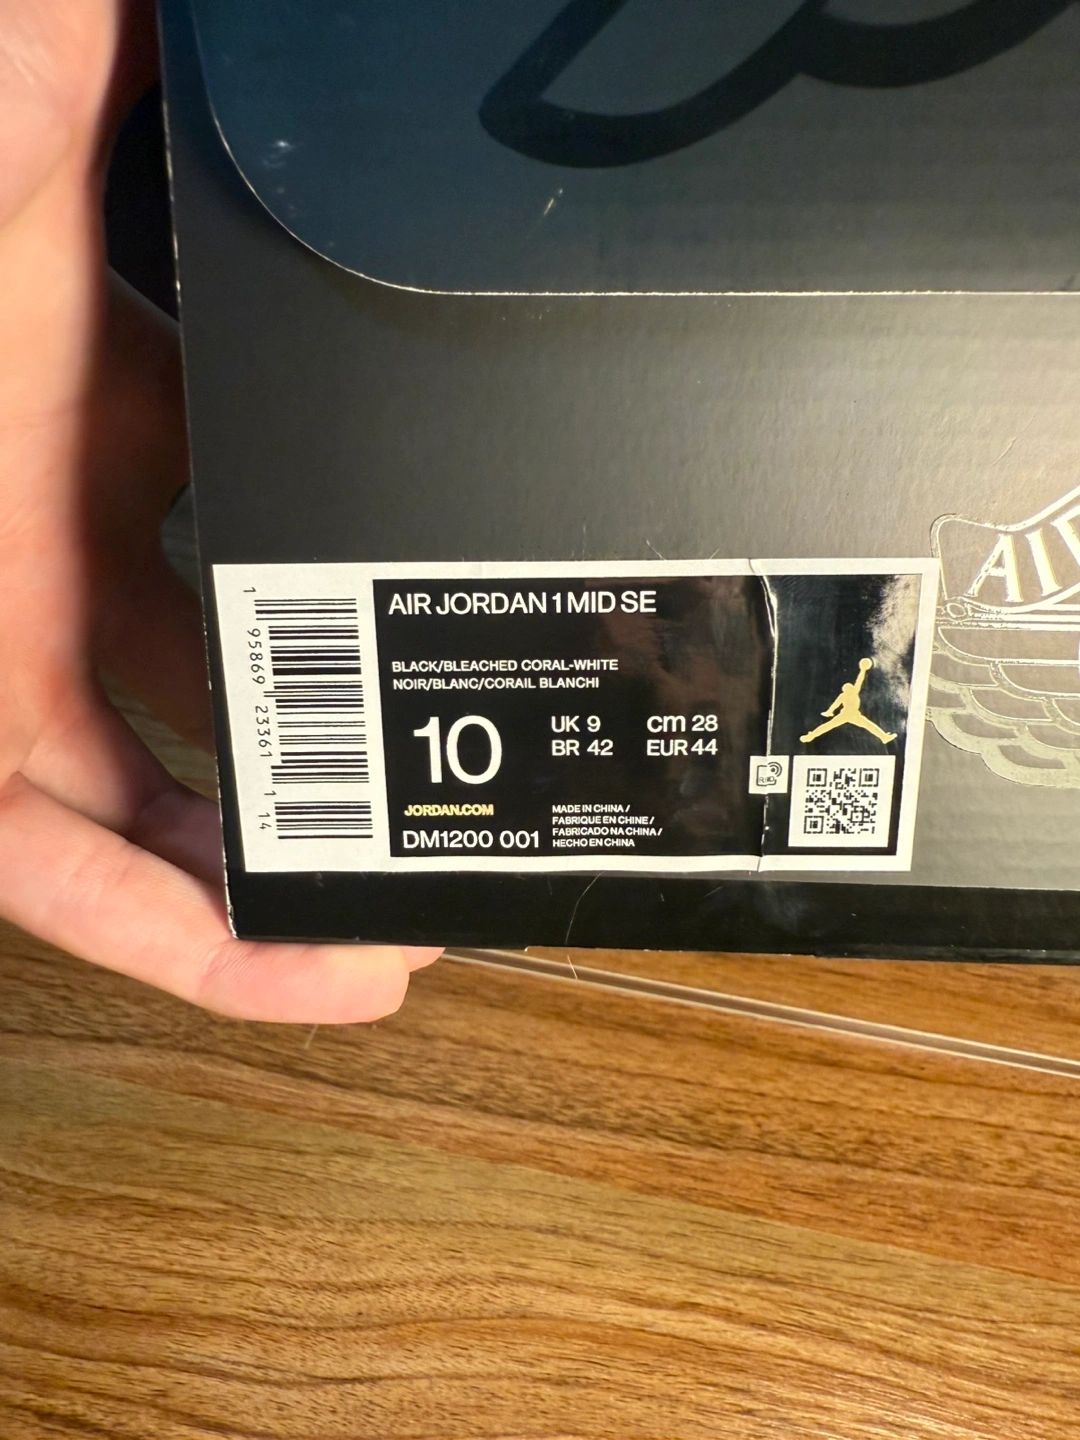 AIR
AIR JORDAN 1 MID SE
BLACK/BLEACHED CORAL-WHITE
NOIR/BLANC/CORAIL BLANCHI
10
UK 9 cm 28
BR 42 EUR 44
JORDAN.COM
DM1200 001
MADE IN CHINA /
FABRIQUE EN CHINE /
FABRICADO NA CHINA /
HECHO EN CHINA
1 95869 23361 1 14